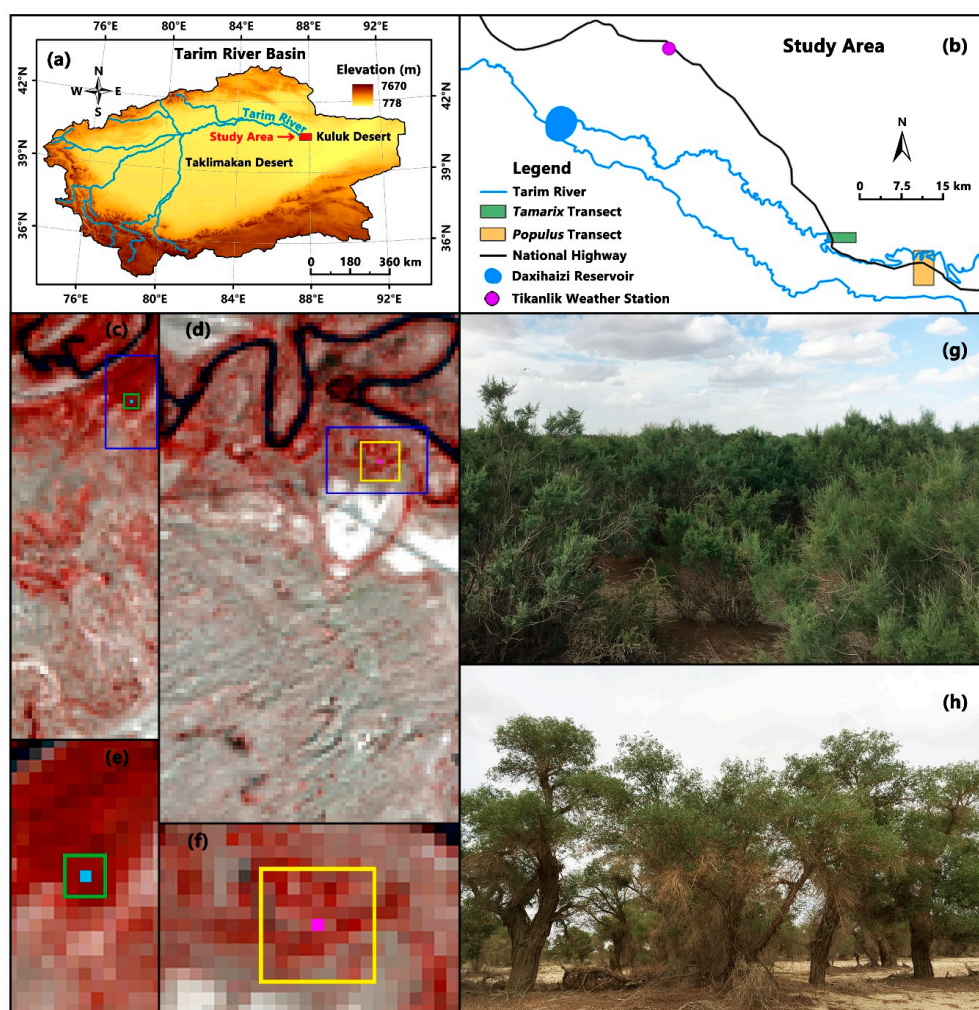 76°E 80°E 84°E 88°E 92°E
(a)
Tarim River Basin
N
W E
S
Elevation (m)
7670
778
42°N
39°N
36°N
42°N
39°N
36°N
Tarim River
Study Area
Kuluk Desert
Taklimakan Desert
0 180 360 km
76°E 80°E 84°E 88°E 92°E
Study Area
(b)
N
0 7.5 15 km
Legend
Tarim River
Tamarix Transect
Populus Transect
National Highway
Daxihaizi Reservoir
Tikanlik Weather Station
(c)
(d)
(e)
(f)
(g)
(h)